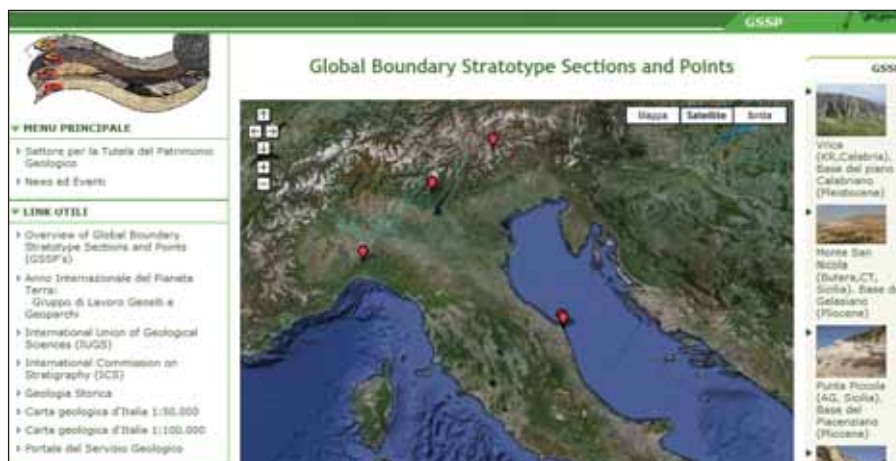 GSSP
Global Boundary Stratotype Sections and Points
MENU PRINCIPALE
Settore per la Tutela del Patrimonio
Geologico
News ed Eventi
LINK UTILI
Overview of Global Boundary
Stratotype Sections and Points
(GSSP's)
Anno Internazionale del Pianeta
Terra:
Gruppo di Lavoro Geositi e
Geoparchi
International Union of Geological
Sciences (IUGS)
International Commission on
Stratigraphy (ICS)
Geologia Storica
Carta geologica d'Italia 1:50.000
Carta geologica d'Italia 1:100.000
Portale del Servizio Geologico
Mappa Satellite Ibrida
GSSP
Vrica
(KR,Calabria).
Base del piano
Calabriano
(Pleistocene)
Monte San
Nicola
(Butera,CT,
Sicilia). Base del
Gelasiano
(Pliocene)
Punta Piccola
(AG, Sicilia).
Base del
Piacenziano
(Pliocene)